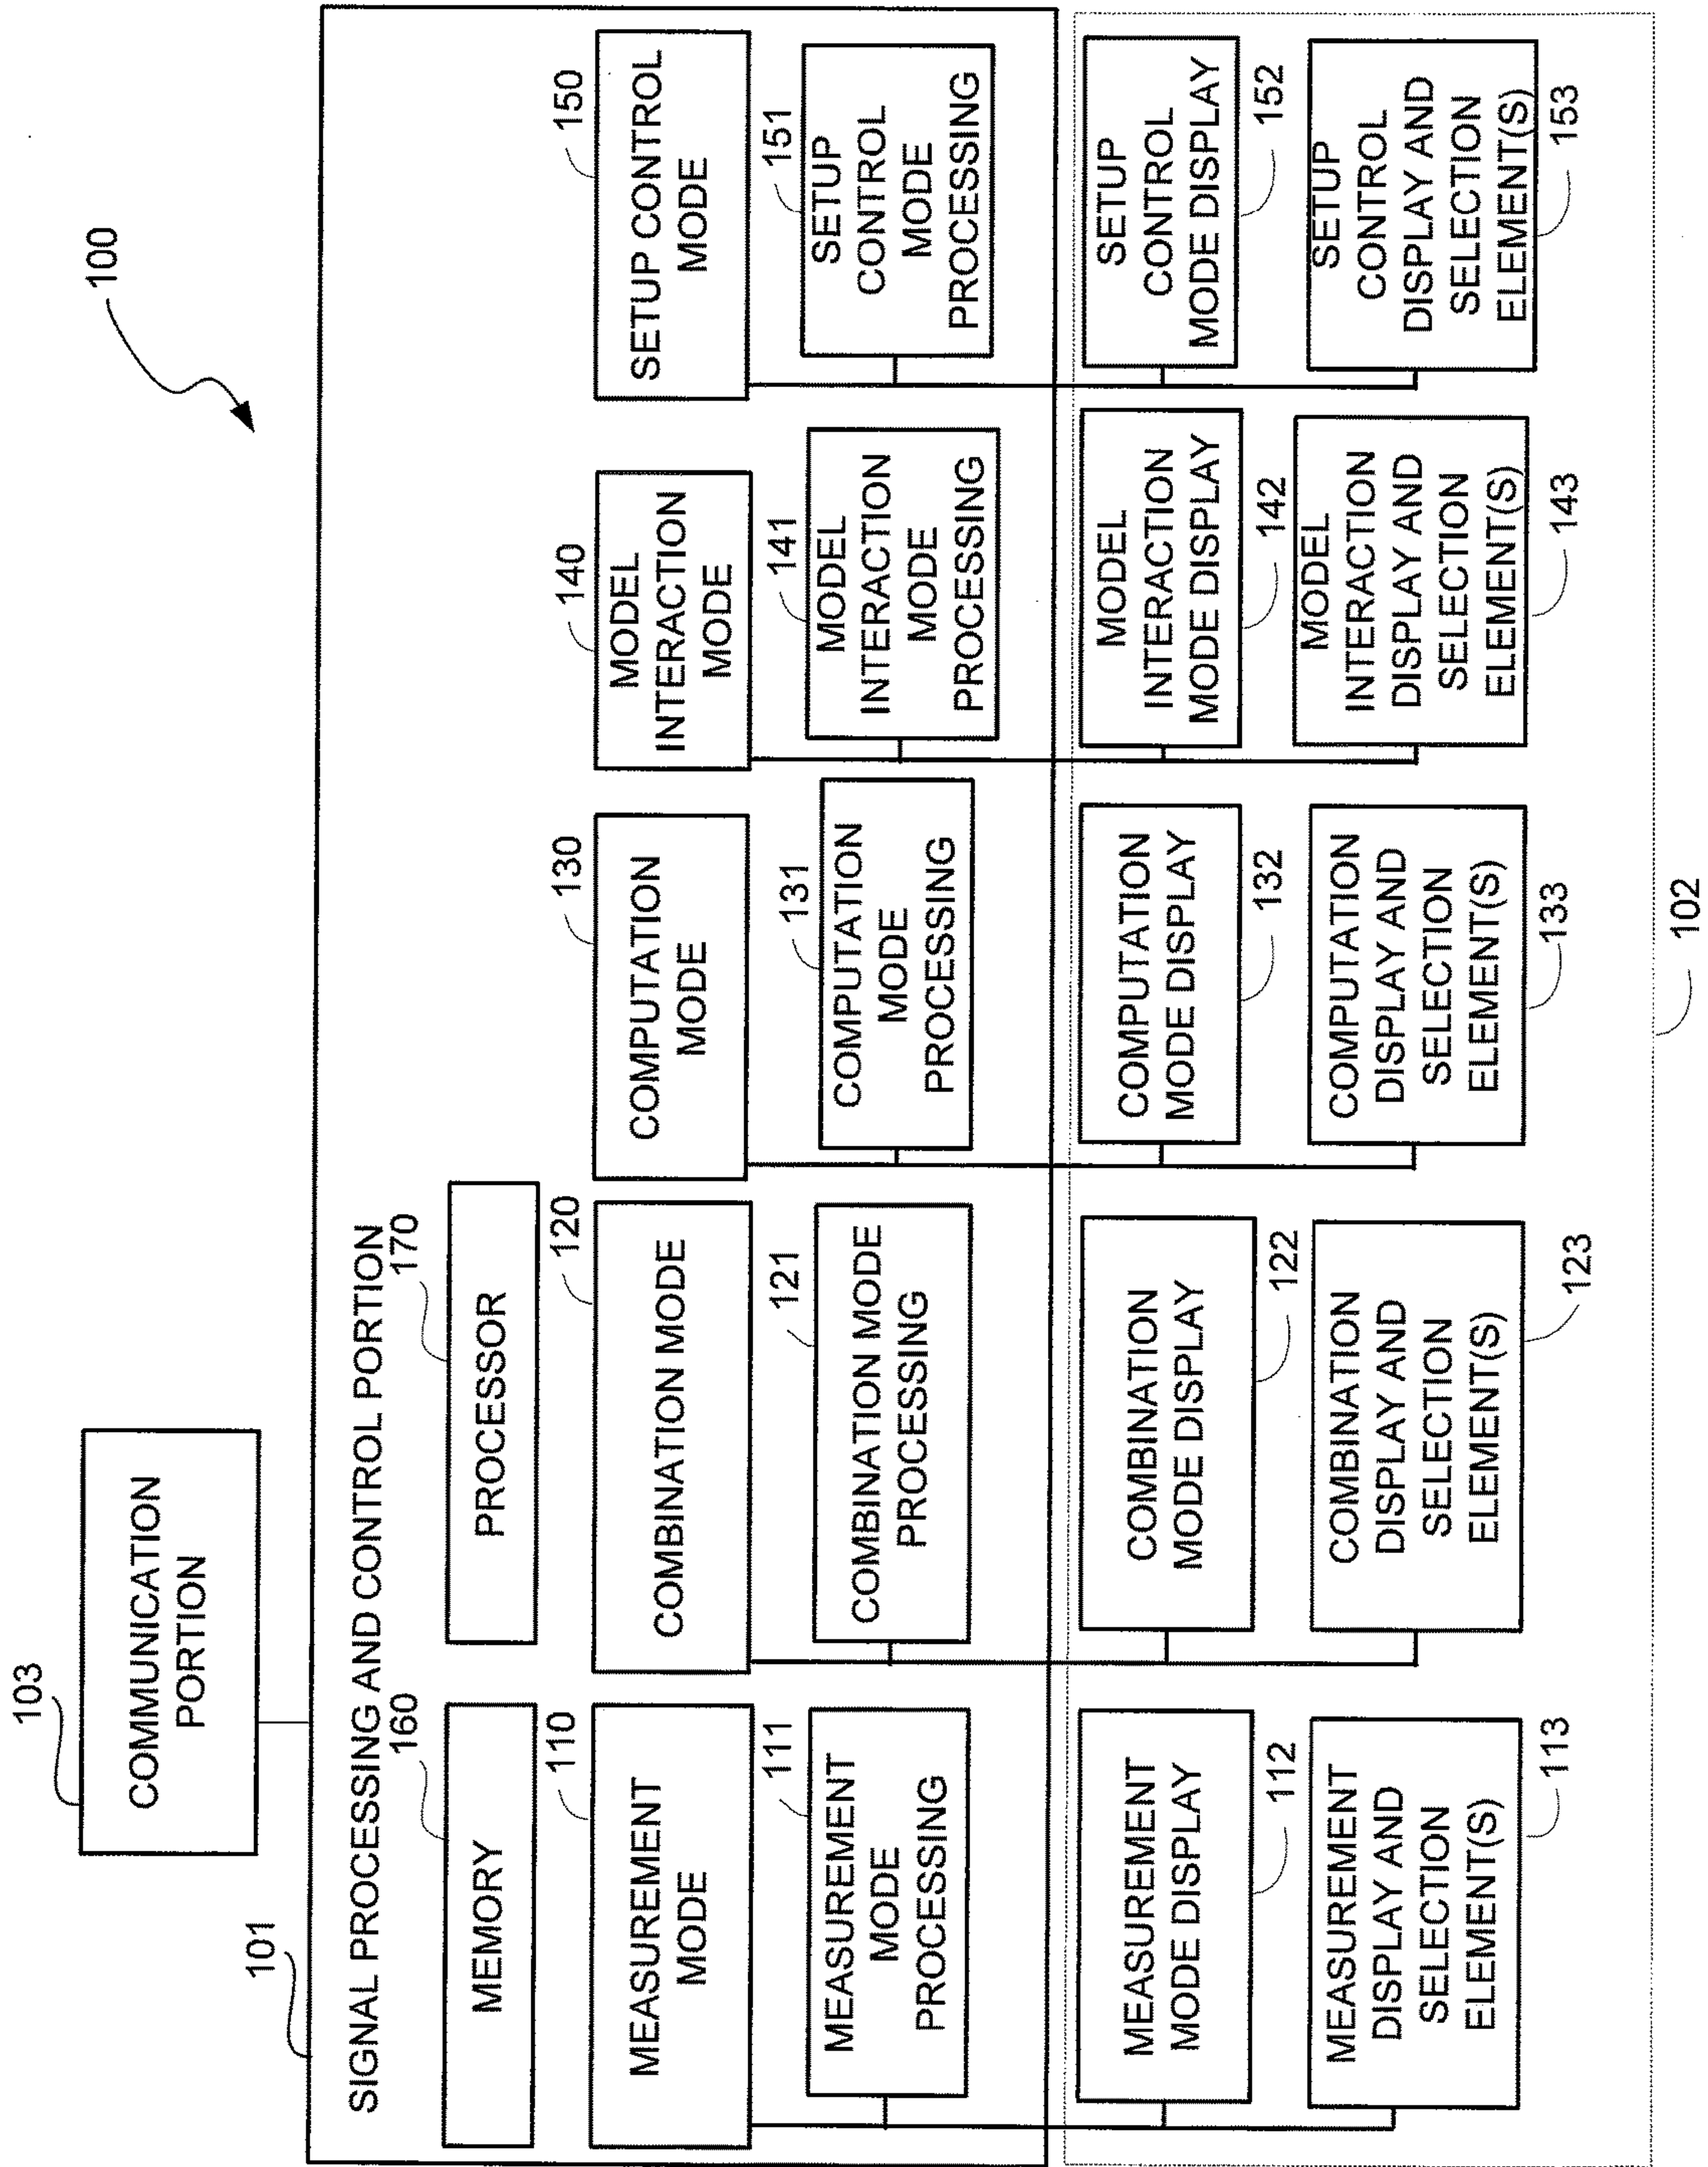 100
103
COMMUNICATION
PORTION
101
SIGNAL PROCESSING AND CONTROL PORTION
160
MEMORY
170
PROCESSOR
110
MEASUREMENT
MODE
120
COMBINATION MODE
130
COMPUTATION
MODE
140
MODEL
INTERACTION
MODE
150
SETUP CONTROL
MODE
111
MEASUREMENT
MODE
PROCESSING
121
COMBINATION MODE
PROCESSING
131
COMPUTATION
MODE
PROCESSING
141
MODEL
INTERACTION
MODE
PROCESSING
151
SETUP
CONTROL
MODE
PROCESSING
MEASUREMENT
MODE DISPLAY
112
COMBINATION
MODE DISPLAY
122
COMPUTATION
MODE DISPLAY
132
MODEL
INTERACTION
MODE DISPLAY
142
SETUP
CONTROL
MODE DISPLAY
152
MEASUREMENT
DISPLAY AND
SELECTION
ELEMENT(S)
113
COMBINATION
DISPLAY AND
SELECTION
ELEMENT(S)
123
COMPUTATION
DISPLAY AND
SELECTION
ELEMENT(S)
133
MODEL
INTERACTION
DISPLAY AND
SELECTION
ELEMENT(S)
143
SETUP
CONTROL
DISPLAY AND
SELECTION
ELEMENT(S)
153
102